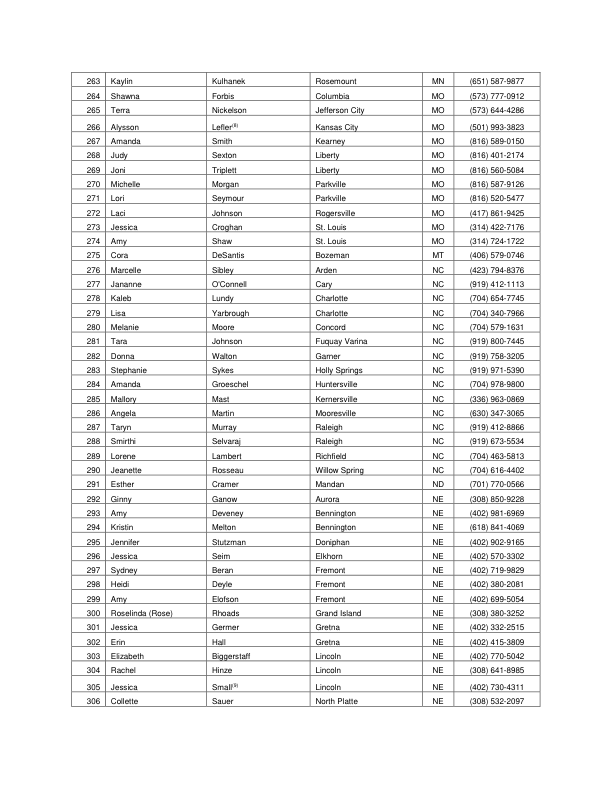 263 Kaylin Kulhanek Rosemount MN (651) 587-9877
264 Shawna Forbis Columbia MO (573) 777-0912
265 Terra Nickelson Jefferson City MO (573) 644-4286
266 Alysson Lefler(8) Kansas City MO (501) 993-3823
267 Amanda Smith Kearney MO (816) 589-0150
268 Judy Sexton Liberty MO (816) 401-2174
269 Joni Triplett Liberty MO (816) 560-5084
270 Michelle Morgan Parkville MO (816) 587-9126
271 Lori Seymour Parkville MO (816) 520-5477
272 Laci Johnson Rogersville MO (417) 861-9425
273 Jessica Croghan St. Louis MO (314) 422-7176
274 Amy Shaw St. Louis MO (314) 724-1722
275 Cora DeSantis Bozeman MT (406) 579-0746
276 Marcelle Sibley Arden NC (423) 794-8376
277 Jananne O'Connell Cary NC (919) 412-1113
278 Kaleb Lundy Charlotte NC (704) 654-7745
279 Lisa Yarbrough Charlotte NC (704) 340-7966
280 Melanie Moore Concord NC (704) 579-1631
281 Tara Johnson Fuquay Varina NC (919) 800-7445
282 Donna Walton Garner NC (919) 758-3205
283 Stephanie Sykes Holly Springs NC (919) 971-5390
284 Amanda Groeschel Huntersville NC (704) 978-9800
285 Mallory Mast Kernersville NC (336) 963-0869
286 Angela Martin Mooresville NC (630) 347-3065
287 Taryn Murray Raleigh NC (919) 412-8866
288 Smirthi Selvaraj Raleigh NC (919) 673-5534
289 Lorene Lambert Richfield NC (704) 463-5813
290 Jeanette Rosseau Willow Spring NC (704) 616-4402
291 Esther Cramer Mandan ND (701) 770-0566
292 Ginny Ganow Aurora NE (308) 850-9228
293 Amy Deveney Bennington NE (402) 981-6969
294 Kristin Melton Bennington NE (618) 841-4069
295 Jennifer Stutzman Doniphan NE (402) 902-9165
296 Jessica Seim Elkhorn NE (402) 570-3302
297 Sydney Beran Fremont NE (402) 719-9829
298 Heidi Deyle Fremont NE (402) 380-2081
299 Amy Elofson Fremont NE (402) 699-5054
300 Roselinda (Rose) Rhoads Grand Island NE (308) 380-3252
301 Jessica Germer Gretna NE (402) 332-2515
302 Erin Hall Gretna NE (402) 415-3809
303 Elizabeth Biggerstaff Lincoln NE (402) 770-5042
304 Rachel Hinze Lincoln NE (308) 641-8985
305 Jessica Small(5) Lincoln NE (402) 730-4311
306 Collette Sauer North Platte NE (308) 532-2097